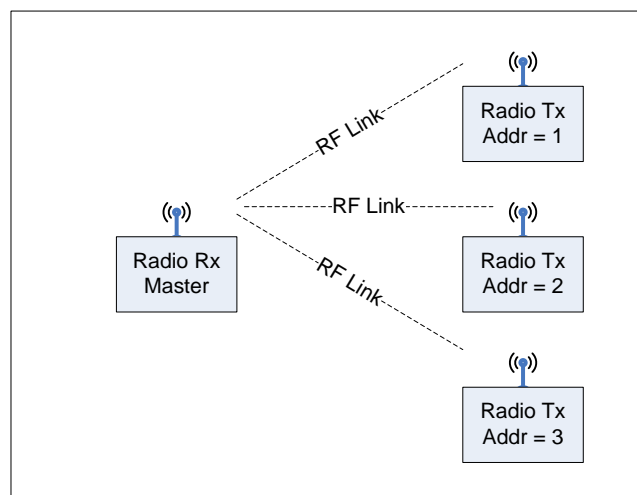 Radio Tx
Addr = 1
RF Link
RF Link
Radio Rx
Master
Radio Tx
Addr = 2
RF Link
Radio Tx
Addr = 3